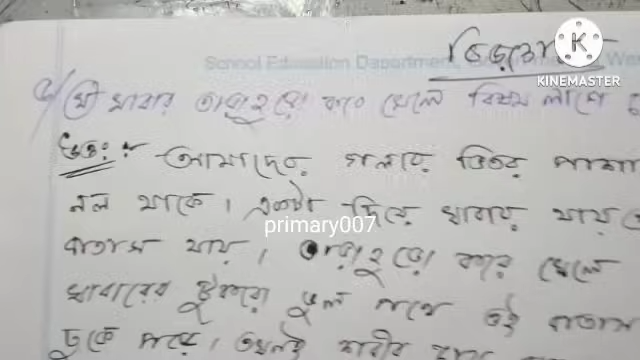 School Education Department, We
KINEMASTER
খাবার তাড়াহুড়ো করে খেলে বিষম লাগে
উত্তরঃ আমাদের গলার ভিতর পাশা
নল থাকে। একটা দিয়ে খাবার যায়
primary007
বাতাস যায়। তাড়াহুড়ো করে খেলে
খাবারের টুকরো ভুল পথে ঐ বাতাস
ঢুকে পড়ে। তখনই শরীর